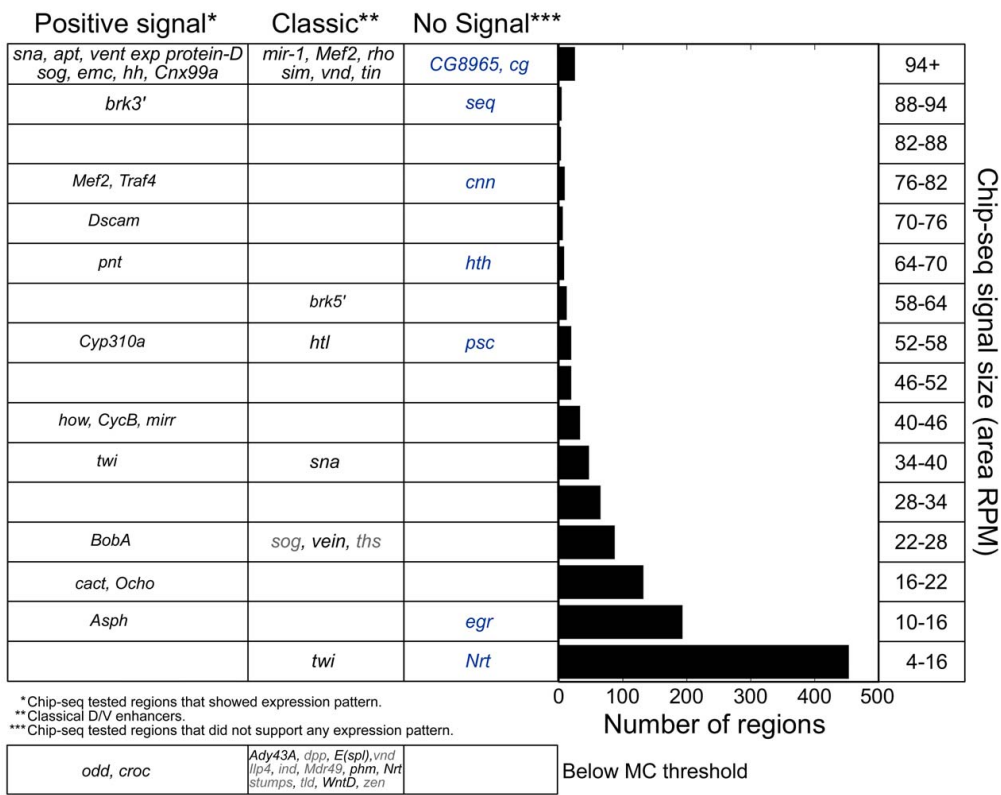 Positive signal* Classic** No Signal***
sna, apt, vent exp protein-D mir-1, Mef2, rho CG8965, cg 94+
sog, emc, hh, Cnx99a sim, vnd, tin
brk3' seq 88-94
82-88
Mef2, Traf4 cnn 76-82
Dscam 70-76
pnt hth 64-70
brk5' 58-64
Cyp310a htl psc 52-58
46-52
how, CycB, mirr 40-46
twi sna 34-40
28-34
BobA sog, vein, ths 22-28
cact, Ocho 16-22
Asph egr 10-16
twi Nrt 4-16
Chip-seq signal size (area RPM)
0 100 200 300 400 500
Number of regions
*Chip-seq tested regions that showed expression pattern.
**Classical D/V enhancers.
***Chip-seq tested regions that did not support any expression pattern.
odd, croc
Ady43A, dpp, E(spl),vnd
Ilp4, ind, Mdr49, phm, Nrt
stumps, tld, WntD, zen
Below MC threshold